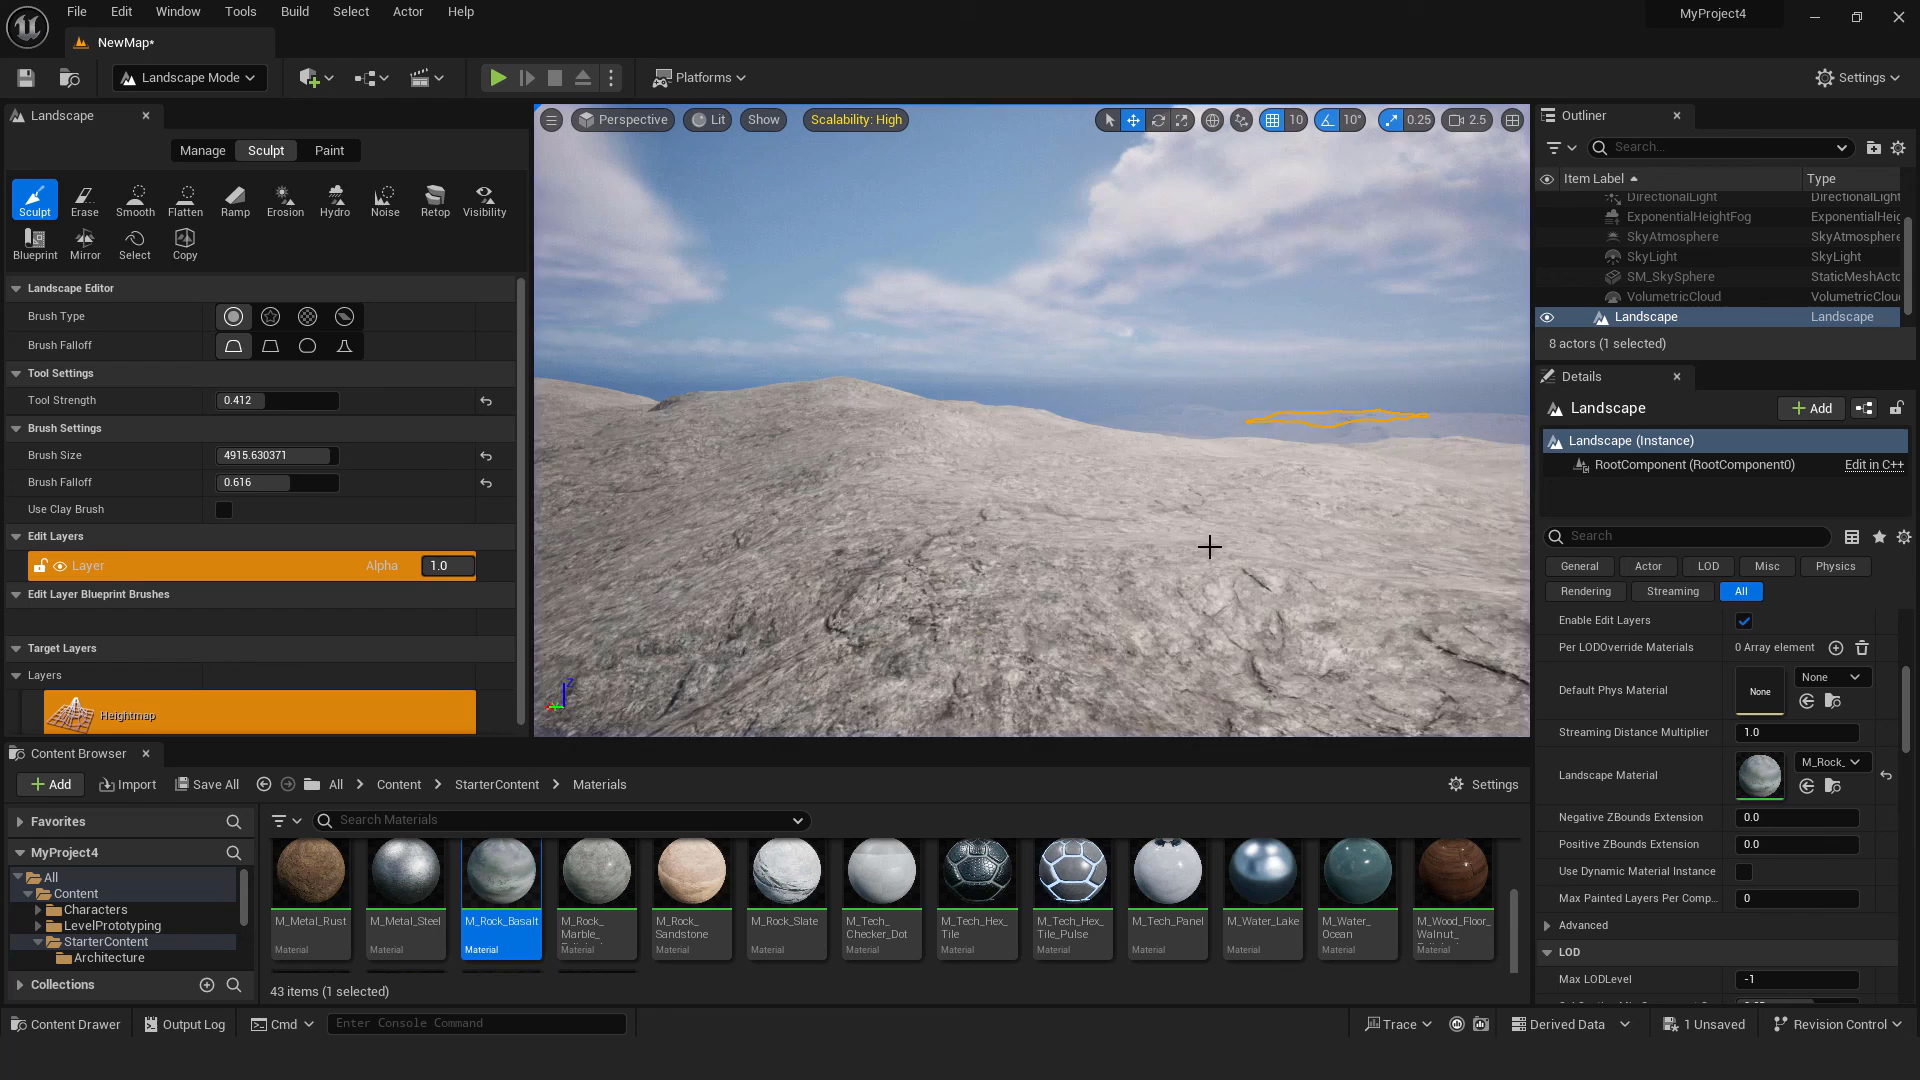 File Edit Window Tools Build Select Actor Help
MyProject4
NewMap*
Landscape Mode
Platforms
Settings
Landscape
Manage Sculpt Paint
Sculpt Erase Smooth Flatten Ramp Erosion Hydro Noise Retop Visibility
Blueprint Mirror Select Copy
Landscape Editor
Brush Type
Brush Falloff
Tool Settings
Tool Strength 0.412
Brush Settings
Brush Size 4915.630371
Brush Falloff 0.616
Use Clay Brush
Edit Layers
Layer Alpha 1.0
Edit Layer Blueprint Brushes
Target Layers
Layers
Heightmap
Perspective Lit Show Scalability: High 10 10° 0.25 2.5
Z
Outliner
Search...
Item Label Type
DirectionalLight DirectionalLight
ExponentialHeightFog ExponentialHeig
SkyAtmosphere SkyAtmosphere
SkyLight SkyLight
SM_SkySphere StaticMeshActo
VolumetricCloud VolumetricClou
Landscape Landscape
8 actors (1 selected)
Details
Landscape Add
Landscape (Instance)
RootComponent (RootComponent0) Edit in C++
Search
General Actor LOD Misc Physics
Rendering Streaming All
Enable Edit Layers
Per LODOverride Materials 0 Array element
Default Phys Material None None
Streaming Distance Multiplier 1.0
Landscape Material M_Rock_
Negative ZBounds Extension 0.0
Positive ZBounds Extension 0.0
Use Dynamic Material Instance
Max Painted Layers Per Comp... 0
Advanced
LOD
Max LODLevel -1
Content Browser
Add Import Save All All Content StarterContent Materials Settings
Favorites
MyProject4
All
Content
Characters
LevelPrototyping
StarterContent
Architecture
Collections
Search Materials
M_Metal_Rust
Material
M_Metal_Steel
Material
M_Rock_Basalt
Material
M_Rock_
Marble_
Material
M_Rock_
Sandstone
Material
M_Rock_Slate
Material
M_Tech_
Checker_Dot
Material
M_Tech_Hex_
Tile
Material
M_Tech_Hex_
Tile_Pulse
Material
M_Tech_Panel
Material
M_Water_Lake
Material
M_Water_
Ocean
Material
M_Wood_Floor_
Walnut_
Material
43 items (1 selected)
Content Drawer Output Log Cmd Enter Console Command Trace Derived Data 1 Unsaved Revision Control